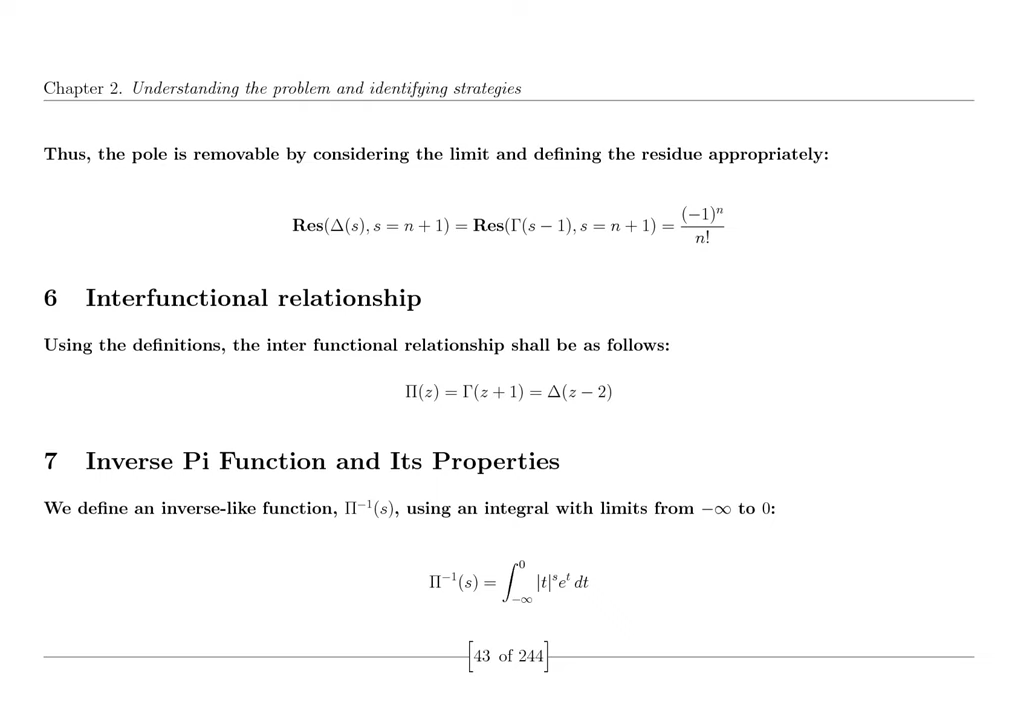 Chapter 2. Understanding the problem and identifying strategies
Thus, the pole is removable by considering the limit and defining the residue appropriately:
Res(Δ(s), s = n + 1) = Res(Γ(s − 1), s = n + 1) = (−1)ⁿ / n!
6 Interfunctional relationship
Using the definitions, the inter functional relationship shall be as follows:
Π(z) = Γ(z + 1) = Δ(z − 2)
7 Inverse Pi Function and Its Properties
We define an inverse-like function, Π⁻¹(s), using an integral with limits from −∞ to 0:
Π⁻¹(s) = ∫₋∞⁰ |t|ˢeᵗ dt
[43 of 244]